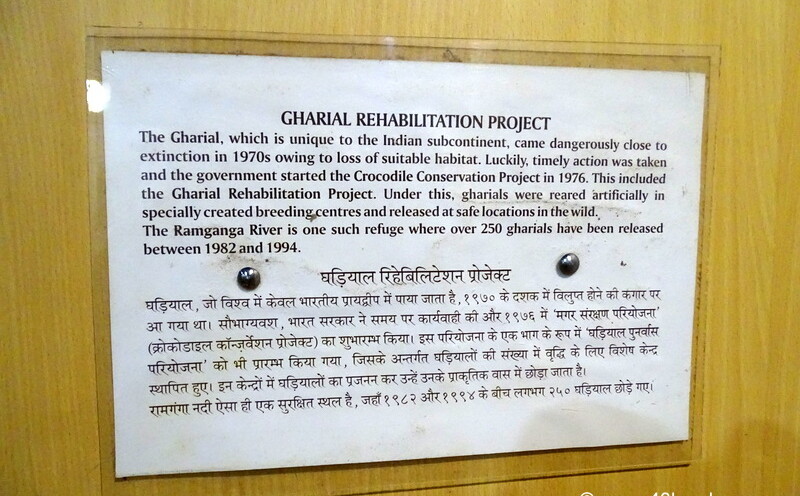 GHARIAL REHABILITATION PROJECT
The Gharial, which is unique to the Indian subcontinent, came dangerously close to
extinction in 1970s owing to loss of suitable habitat. Luckily, timely action was taken
and the government started the Crocodile Conservation Project in 1976. This included
the Gharial Rehabilitation Project. Under this, gharials were reared artificially in
specially created breeding centres and released at safe locations in the wild.
The Ramganga River is one such refuge where over 250 gharials have been released
between 1982 and 1994.
घड़ियाल रिहेबिलिटेशन प्रोजेक्ट
घड़ियाल, जो विश्व में केवल भारतीय प्रायद्वीप में पाया जाता है, १९७० के दशक में विलुप्त होने की कगार पर
आ गया था। सौभाग्यवश, भारत सरकार ने समय पर कार्यवाही की और १९७६ में 'मगर संरक्षण परियोजना'
(क्रोकोडाइल कॉन्ज़र्वेशन प्रोजेक्ट) का शुभारम्भ किया। इस परियोजना के एक भाग के रूप में 'घड़ियाल पुनर्वास
परियोजना' को भी प्रारम्भ किया गया, जिसके अन्तर्गत घड़ियालों की संख्या में वृद्धि के लिए विशेष केन्द्र
स्थापित हुए। इन केन्द्रों में घड़ियालों का प्रजनन कर उन्हें उनके प्राकृतिक वास में छोड़ा जाता है।
रामगंगा नदी ऐसा ही एक सुरक्षित स्थल है, जहाँ १९८२ और १९९४ के बीच लगभग २५० घड़ियाल छोड़े गए।